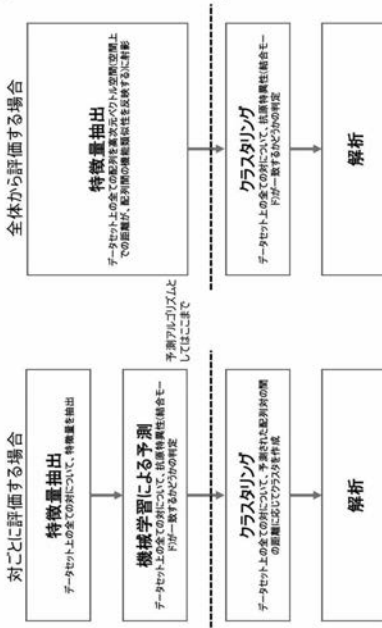 対ごとに評価する場合
特徴量抽出
データセット上の全ての対について、特徴量を抽出
機械学習による予測
データセット上の全ての対について、抗原特異性(結合モー
ド)が一致するかどうかの判定
予測アルゴリズムと
してはここまで
クラスタリング
データセット上の全ての対について、予測された配列対の間
の距離に応じてクラスタを作成
解析
全体から評価する場合
特徴量抽出
データセット上の全ての配列を高次元ベクトル空間(空間上
での距離が、配列間の機能類似性を反映する)に射影
クラスタリング
データセット上の全ての対について、抗原特異性(結合モー
ド)が一致するかどうかの判定
解析